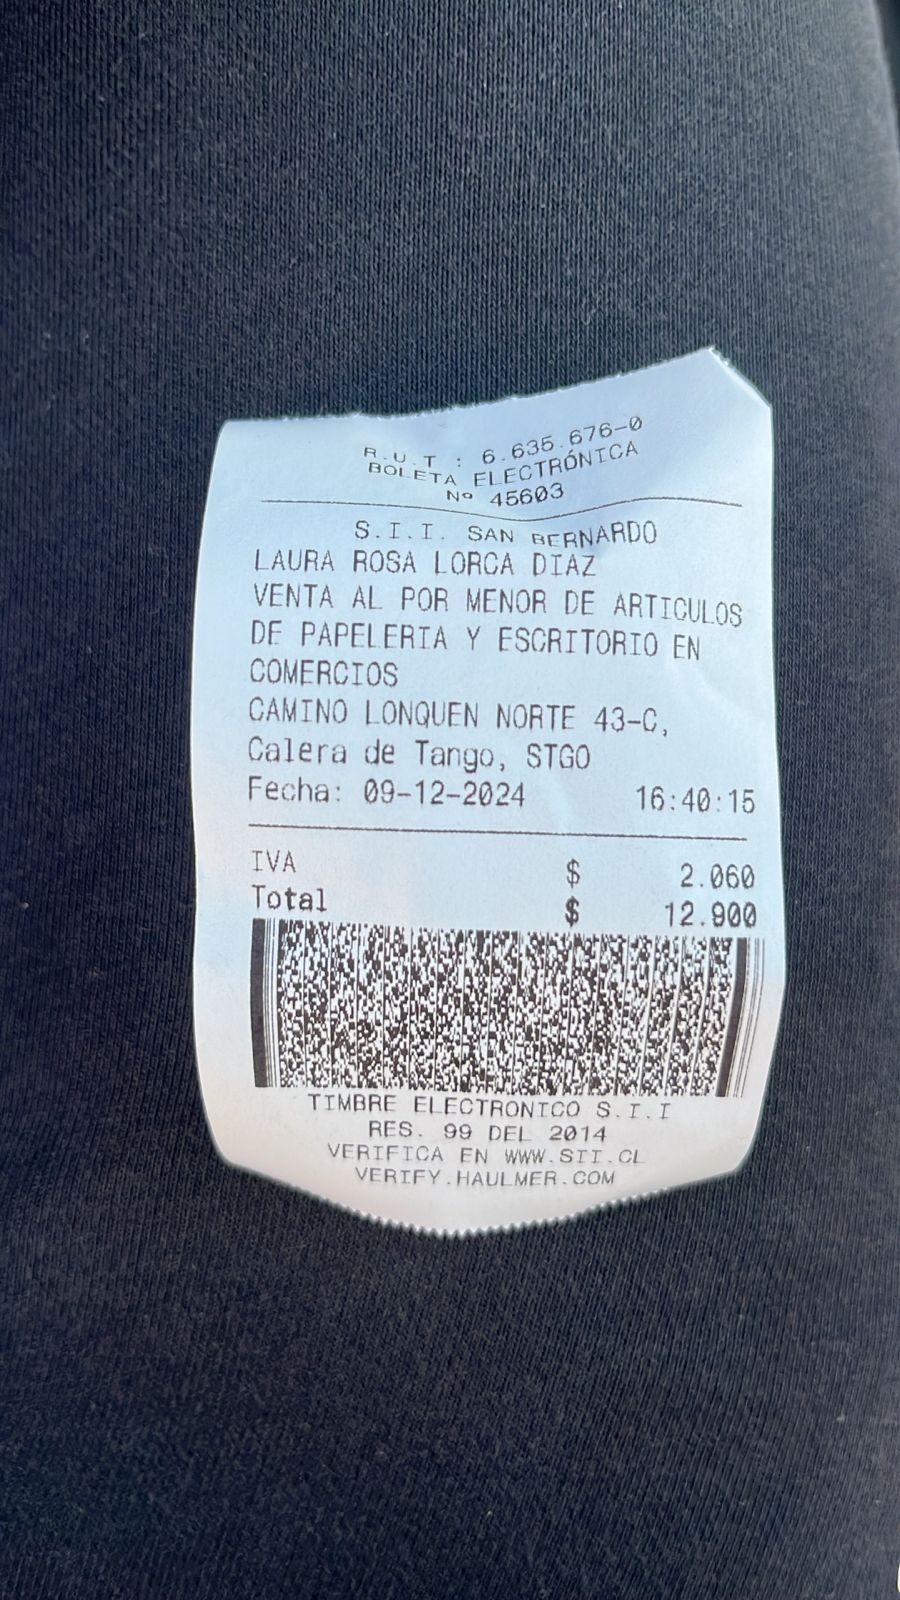 R.U.T : 6.635.676-0
BOLETA ELECTRÓNICA
Nº 45603
S.I.I. SAN BERNARDO
LAURA ROSA LORCA DIAZ
VENTA AL POR MENOR DE ARTICULOS
DE PAPELERIA Y ESCRITORIO EN
COMERCIOS
CAMINO LONQUEN NORTE 43-C,
Calera de Tango, STGO
Fecha: 09-12-2024 16:40:15
IVA $ 2.060
Total $ 12.900
TIMBRE ELECTRONICO S.I.I
RES. 99 DEL 2014
VERIFICA EN WWW.SII.CL
VERIFY.HAULMER.COM